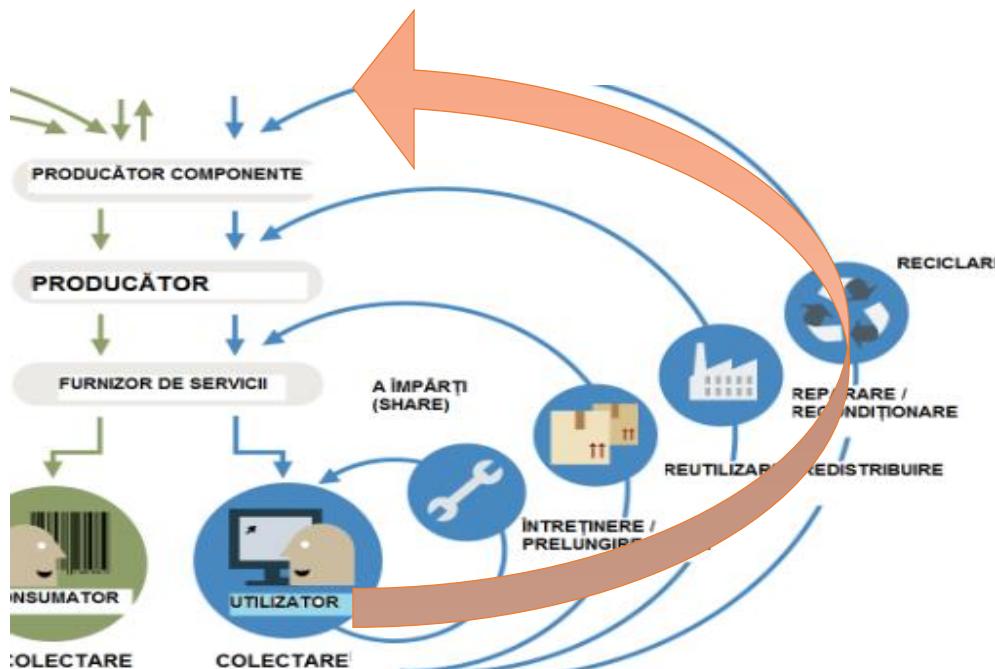 PRODUCĂTOR COMPONENTE
PRODUCĂTOR
RECICLARE
FURNIZOR DE SERVICII
A ÎMPĂRȚI
(SHARE)
REPARARE /
RECONDIȚIONARE
REUTILIZARE REDISTRIBUIRE
ÎNTREȚINERE /
PRELUNGIRE
ONSUMATOR
UTILIZATOR
COLECTARE
COLECTARE